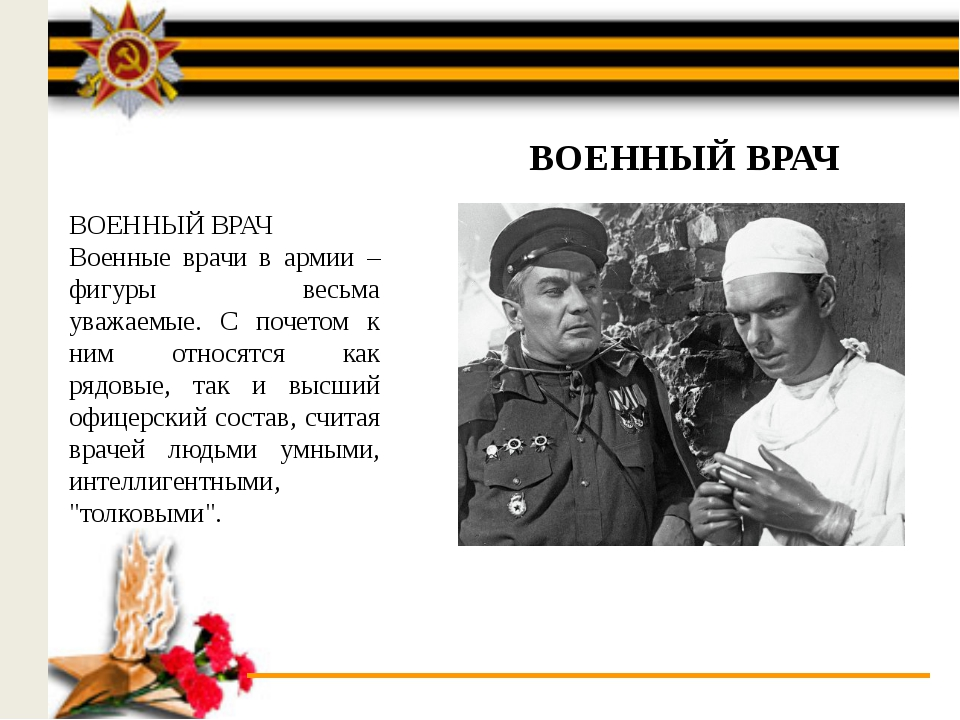 ВОЕННЫЙ ВРАЧ
ВОЕННЫЙ ВРАЧ
Военные врачи в армии –
фигуры весьма
уважаемые. С почетом к
ним относятся как
рядовые, так и высший
офицерский состав, считая
врачей людьми умными,
интеллигентными,
"толковыми".